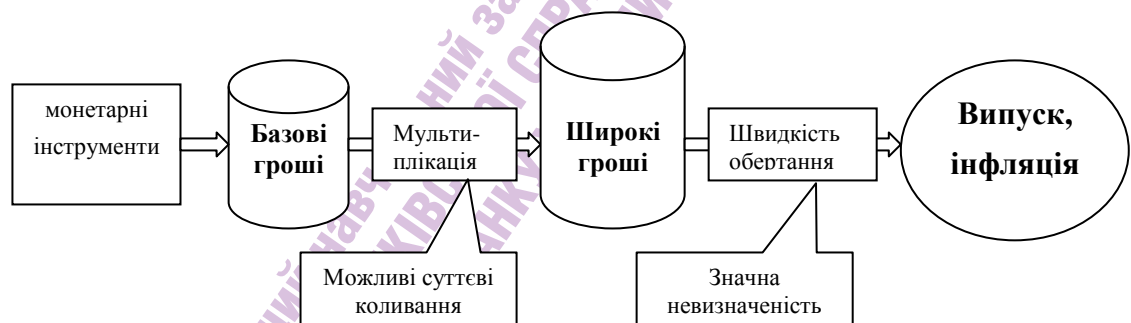 монетарні
інструменти
Базові
гроші
Мульти-
плікація
Широкі
гроші
Швидкість
обертання
Випуск,
інфляція
Можливі суттєві
коливання
Значна
невизначеність